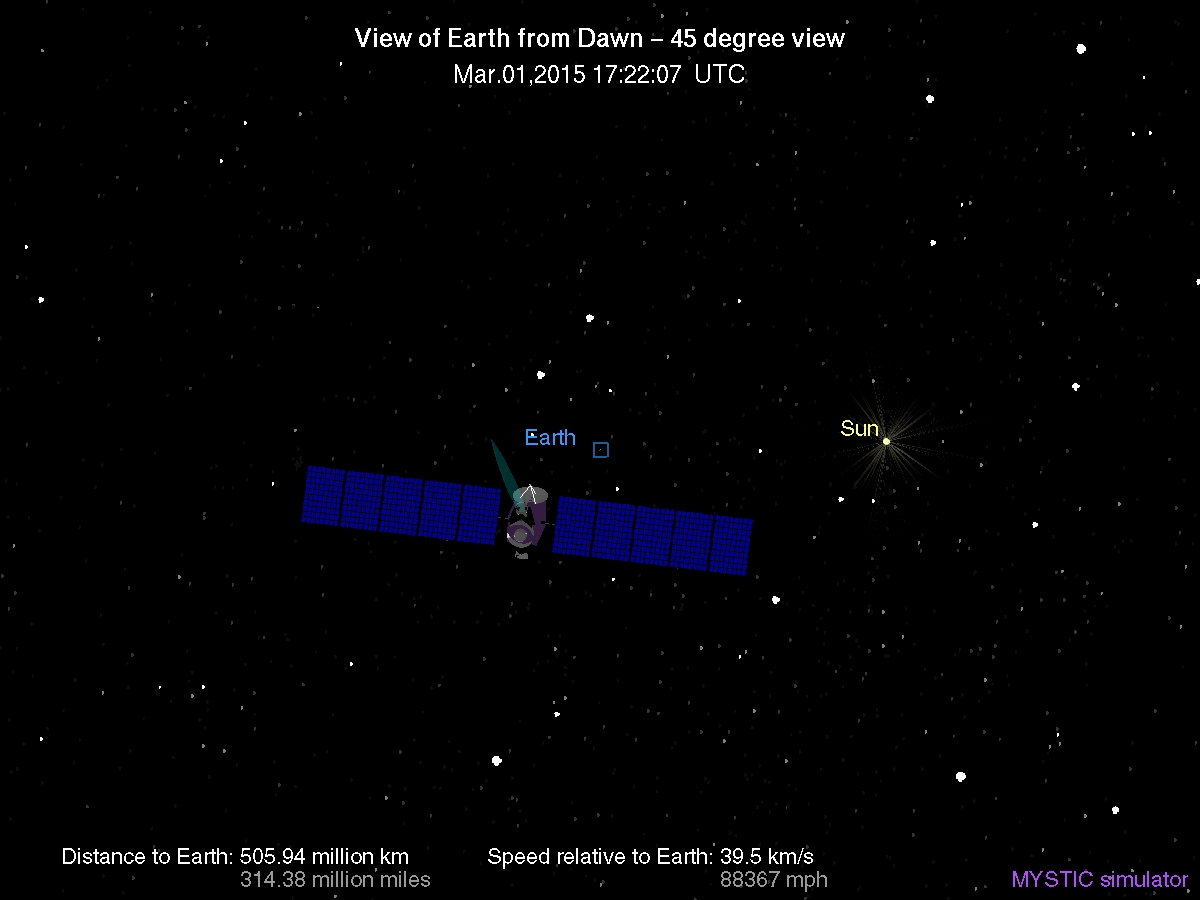 View of Earth from Dawn – 45 degree view
Mar.01,2015 17:22:07 UTC
Sun
Earth
Distance to Earth: 505.94 million km
314.38 million miles
Speed relative to Earth: 39.5 km/s
88367 mph
MYSTIC simulator